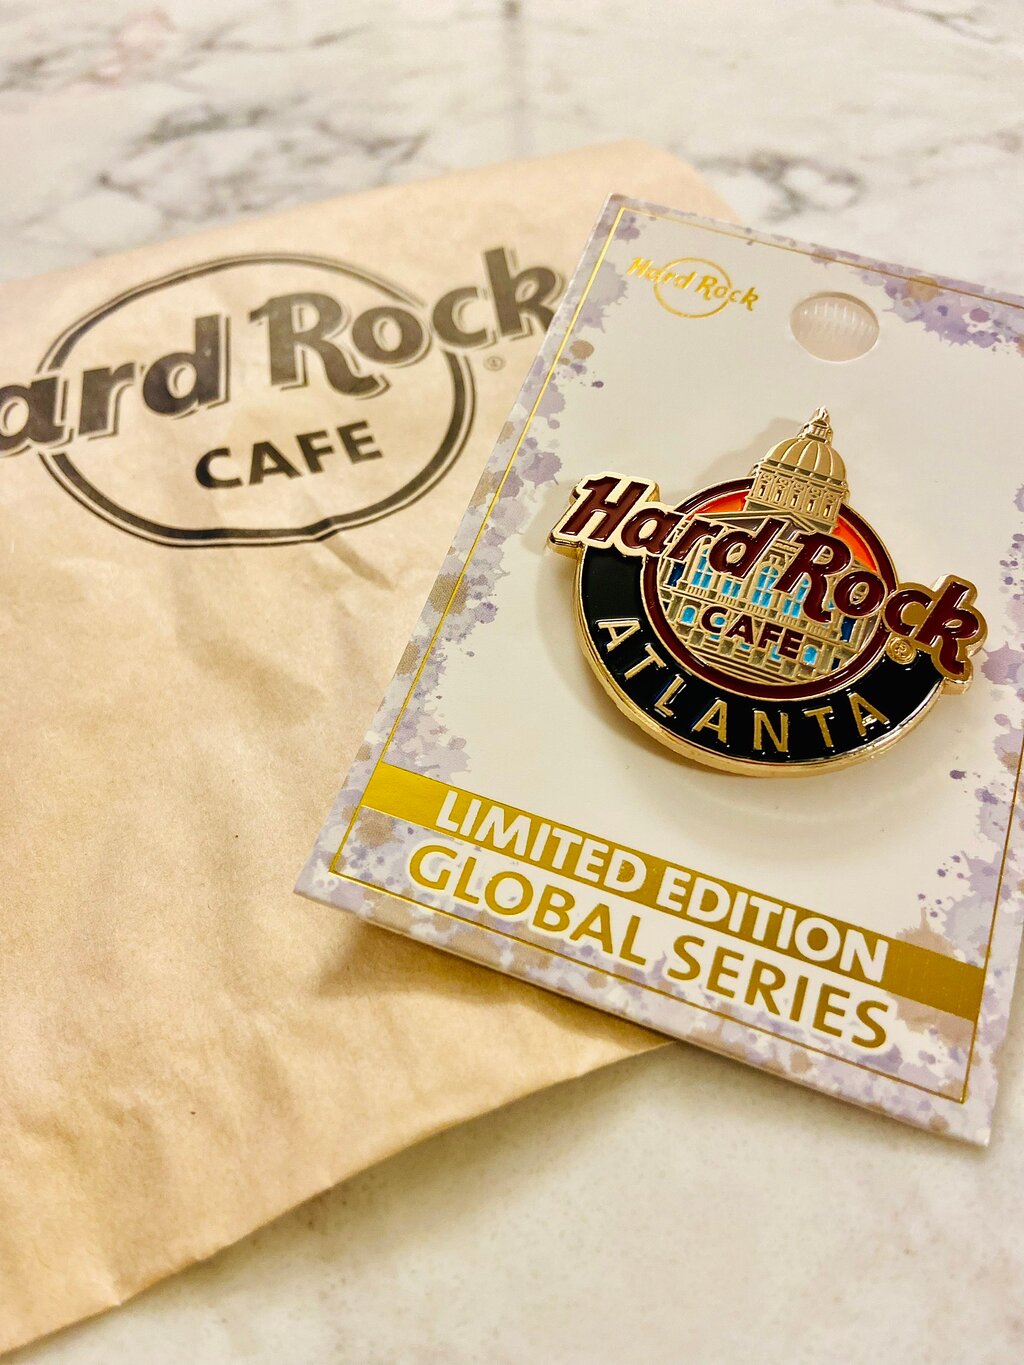 ard Rock
CAFE
®
Hard Rock
Hard Rock
CAFE
®
ATLANTA
LIMITED EDITION
GLOBAL SERIES